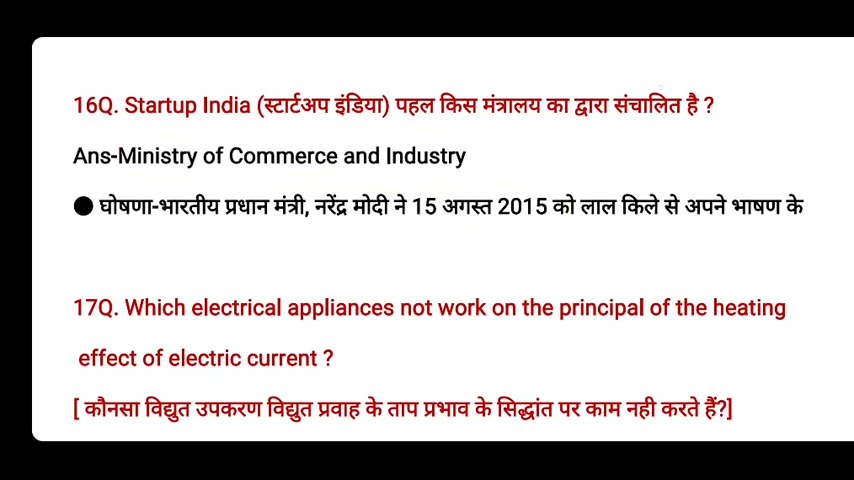 16Q. Startup India (स्टार्टअप इंडिया) पहल किस मंत्रालय का द्वारा संचालित है ?
Ans-Ministry of Commerce and Industry
● घोषणा-भारतीय प्रधान मंत्री, नरेंद्र मोदी ने 15 अगस्त 2015 को लाल किले से अपने भाषण के
17Q. Which electrical appliances not work on the principal of the heating
effect of electric current ?
[ कौनसा विद्युत उपकरण विद्युत प्रवाह के ताप प्रभाव के सिद्धांत पर काम नही करते हैं?]